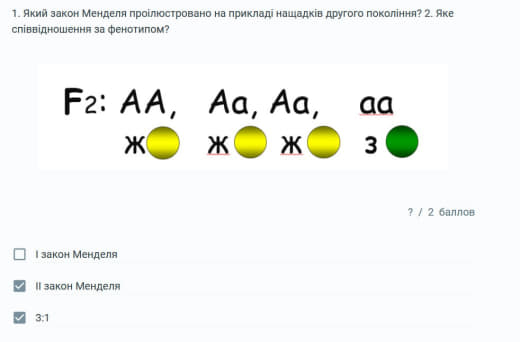 1. Який закон Менделя проілюстровано на прикладі нащадків другого покоління? 2. Яке
співвідношення за фенотипом?
F2: AA, Aa, Aa, aa
ж ж ж з
? / 2 баллов
I закон Менделя
II закон Менделя
3:1